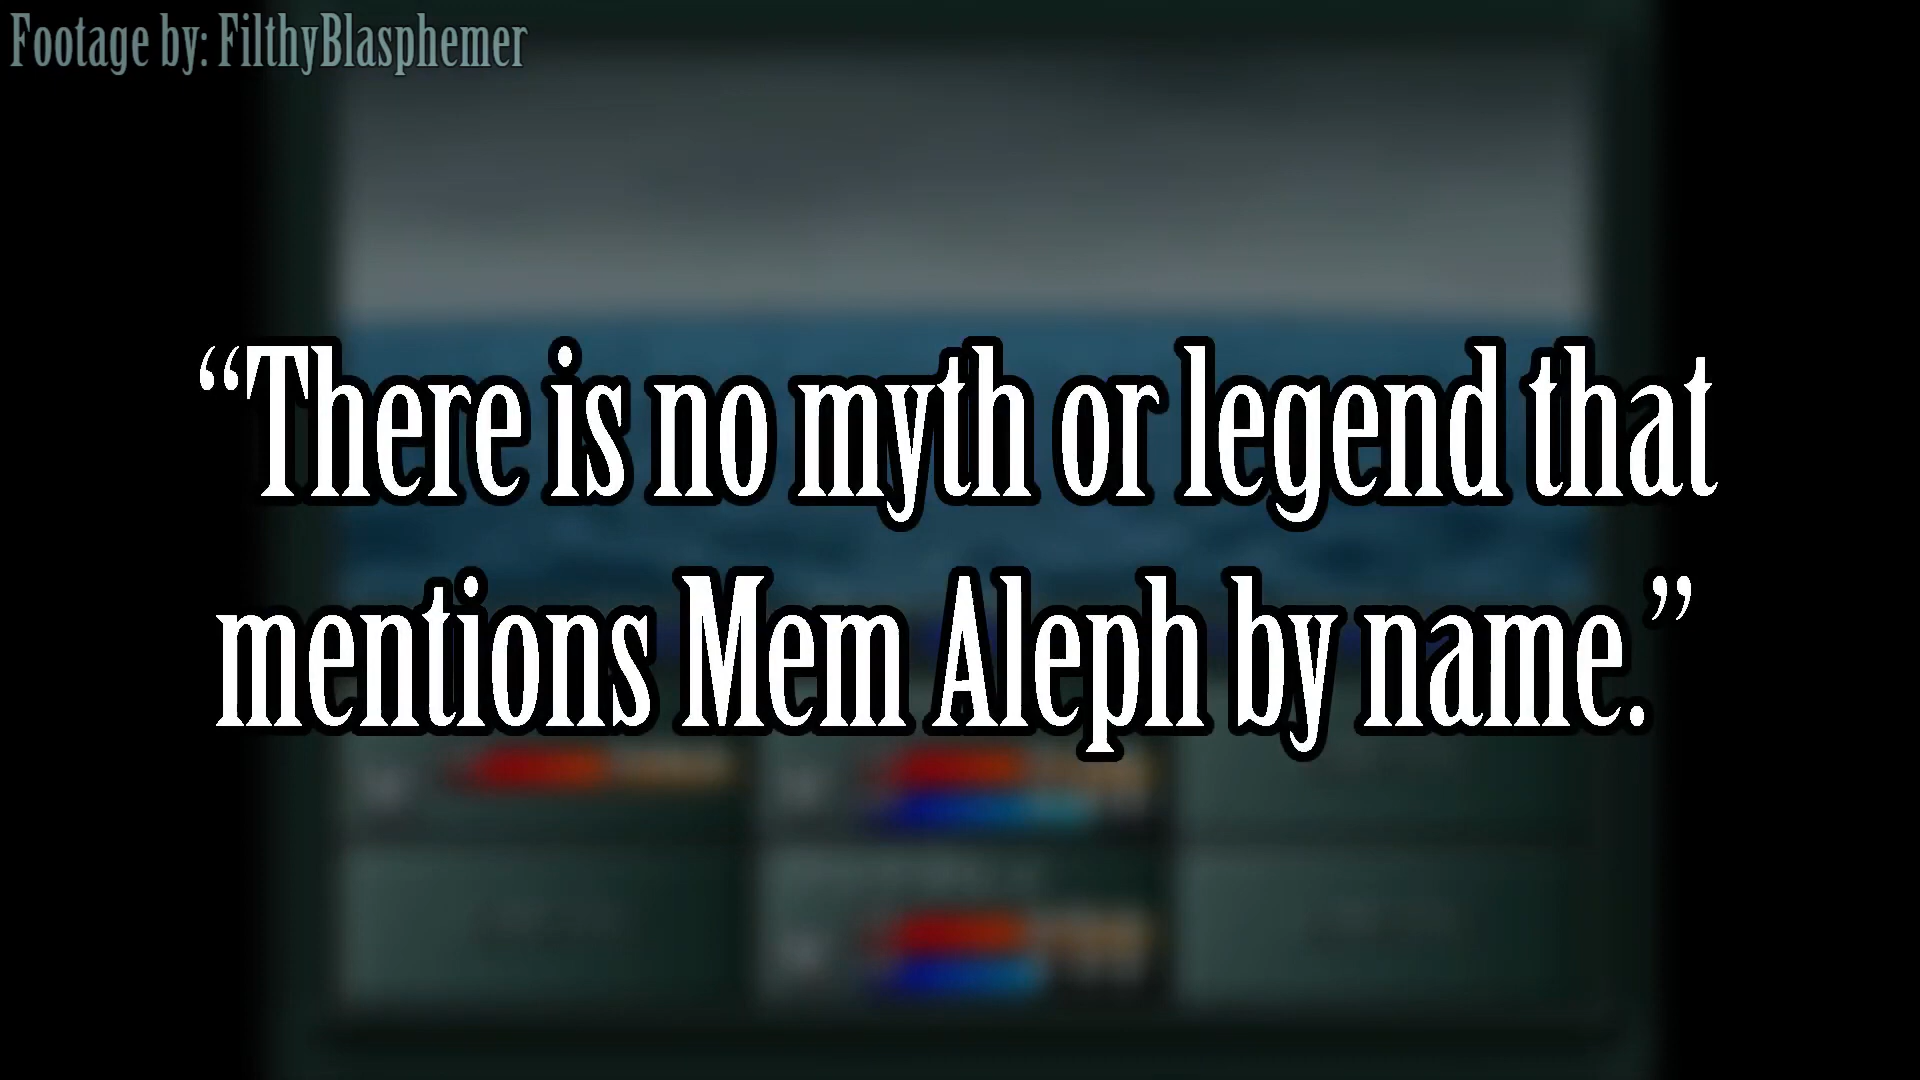 Footage by: FilthyBlasphemer
“There is no myth or legend that
mentions Mem Aleph by name.”